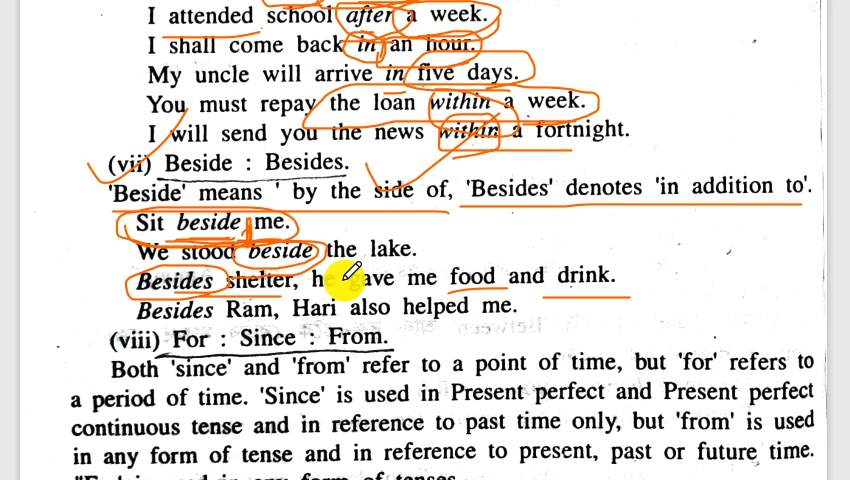 I attended school after a week.
I shall come back in an hour.
My uncle will arrive in five days.
You must repay the loan within a week.
I will send you the news within a fortnight.
(vii) Beside : Besides.
'Beside' means ' by the side of, 'Besides' denotes 'in addition to'.
Sit beside me.
We stood beside the lake.
Besides shelter, he gave me food and drink.
Besides Ram, Hari also helped me.
(viii) For : Since : From.
Both 'since' and 'from' refer to a point of time, but 'for' refers to
a period of time. 'Since' is used in Present perfect and Present perfect
continuous tense and in reference to past time only, but 'from' is used
in any form of tense and in reference to present, past or future time.